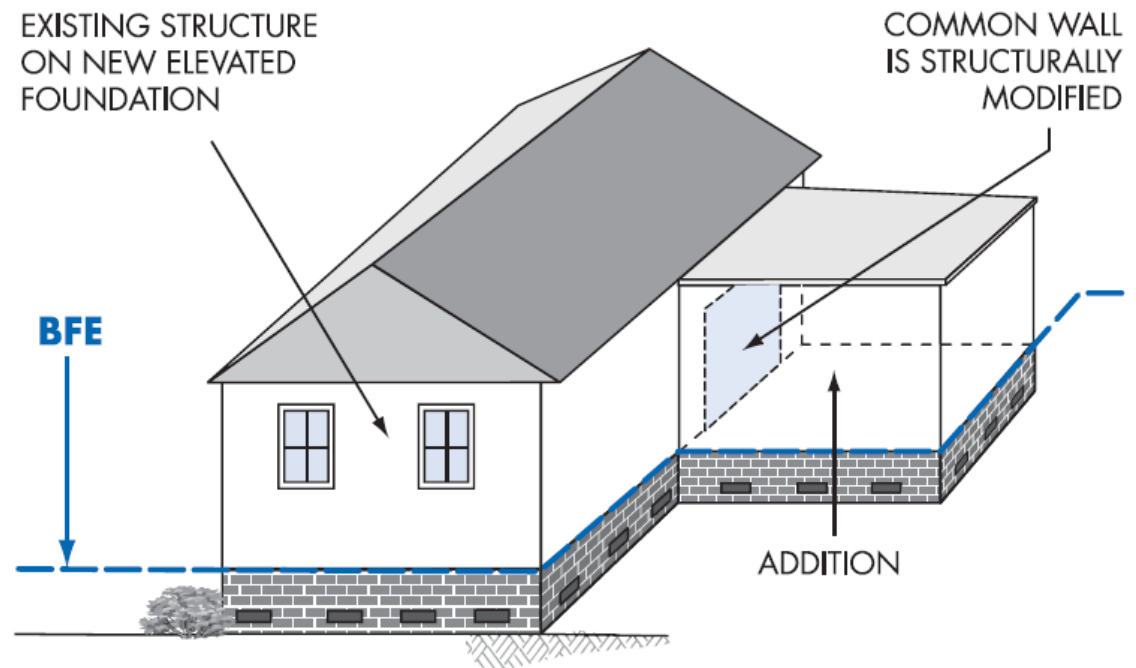 EXISTING STRUCTURE
ON NEW ELEVATED
FOUNDATION
COMMON WALL
IS STRUCTURALLY
MODIFIED
BFE
ADDITION